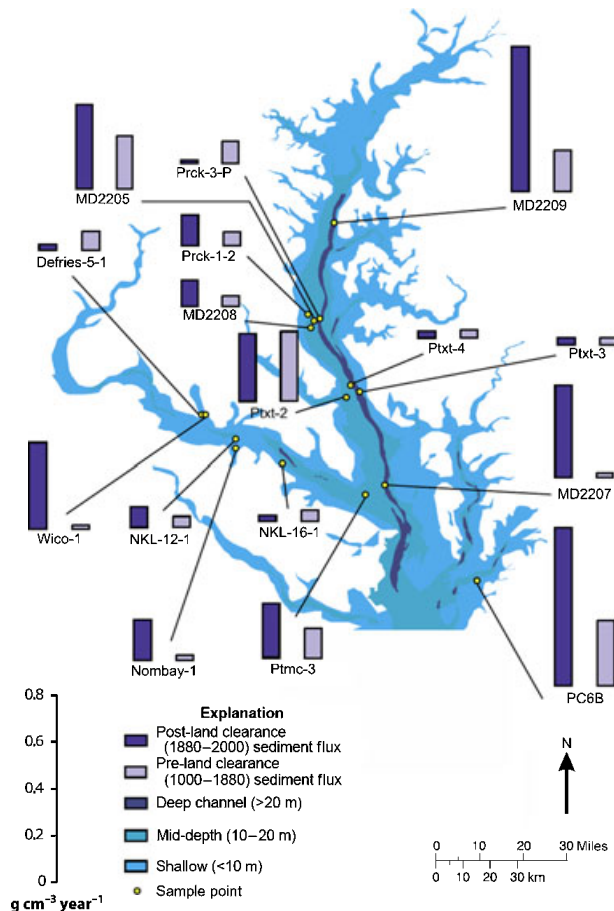 Prck-3-P
MD2205
MD2209
Prck-1-2
Defries-5-1
MD2208
Ptxt-4
Ptxt-3
Ptxt-2
MD2207
Wico-1
NKL-12-1
NKL-16-1
Nombay-1
Ptmc-3
PC6B
0.8
0.6
0.4
0.2
0
g cm⁻³ year⁻¹
Explanation
Post-land clearance
(1880–2000) sediment flux
Pre-land clearance
(1000–1880) sediment flux
Deep channel (>20 m)
Mid-depth (10–20 m)
Shallow (<10 m)
Sample point
N
0 10 20 30 Miles
0 10 20 30 km